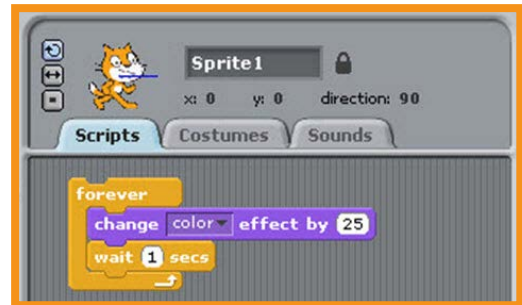 Sprite1
x: 0 y: 0 direction: 90
Scripts Costumes Sounds
forever
change color effect by 25
wait 1 secs